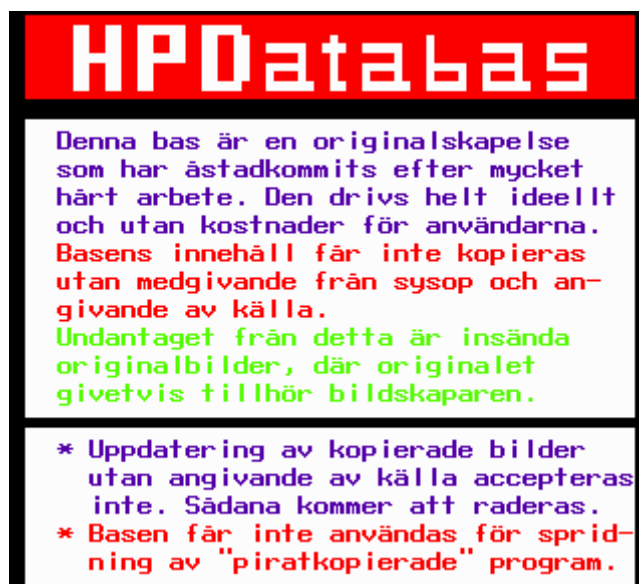 HPDatabas
Denna bas är en originalskapelse
som har åstadkommits efter mycket
hårt arbete. Den drivs helt ideellt
och utan kostnader för användarna.
Basens innehåll får inte kopieras
utan medgivande från sysop och an-
givande av källa.
Undantaget från detta är insända
originalbilder, där originalet
givetvis tillhör bildskaparen.
* Uppdatering av kopierade bilder
utan angivande av källa accepteras
inte. Sådana kommer att raderas.
* Basen får inte användas för sprid-
ning av "piratkopierade" program.